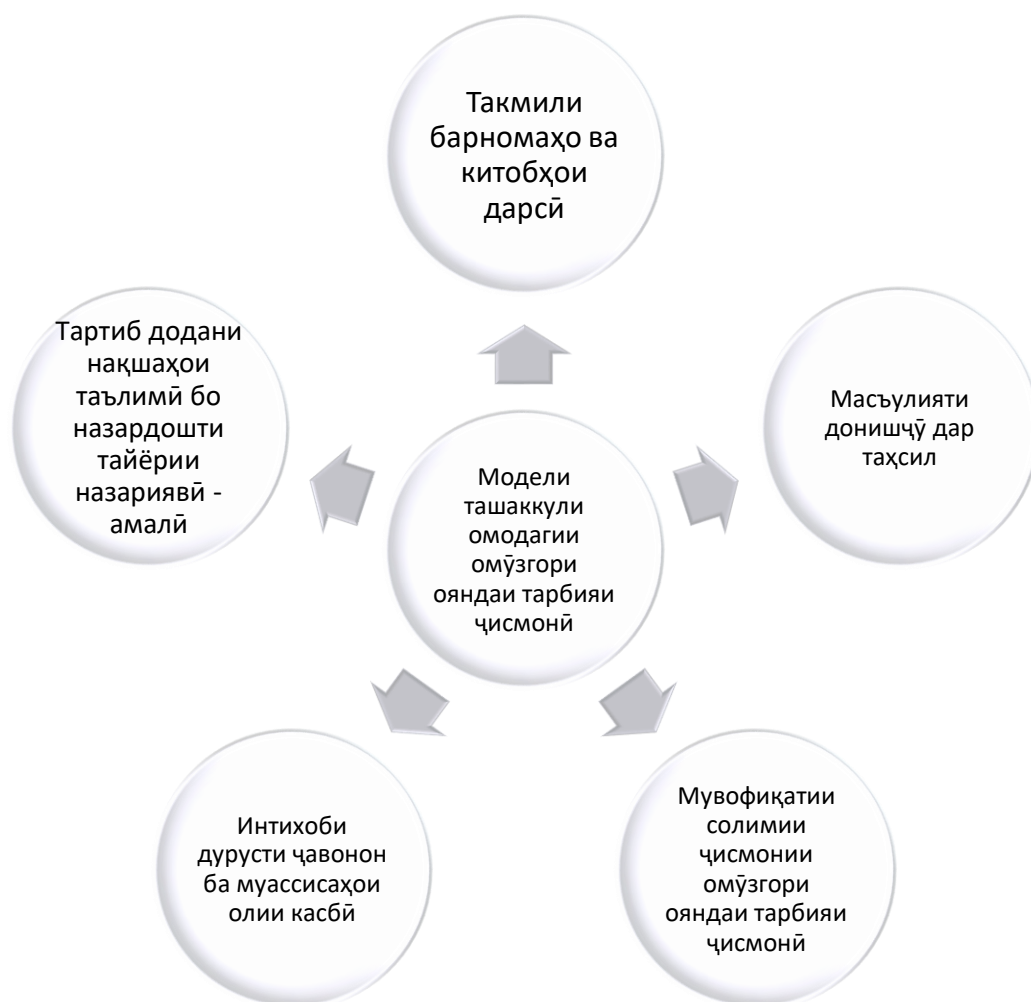 Такмили
барномаҳо ва
китобҳои
дарсӣ
Тартиб додани
нақшаҳои
таълимӣ бо
назардошти
тайёрии
назариявӣ -
амалӣ
Масъулияти
донишҷӯ дар
таҳсил
Модели
ташаккули
омодагии
омӯзгори
ояндаи тарбияи
ҷисмонӣ
Интихоби
дурусти ҷавонон
ба муассисаҳои
олии касбӣ
Мувофиқатии
солимии
ҷисмонии
омӯзгори
ояндаи тарбияи
ҷисмонӣ